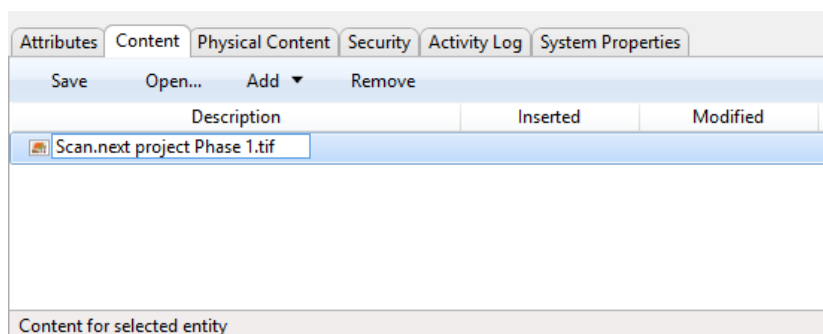 Attributes Content Physical Content Security Activity Log System Properties
Save Open... Add Remove
Description Inserted Modified
Scan.next project Phase 1.tif
Content for selected entity